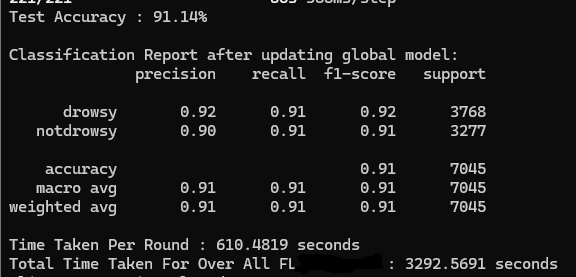 Test Accuracy : 91.14%
Classification Report after updating global model:
precision recall f1-score support
drowsy 0.92 0.91 0.92 3768
notdrowsy 0.90 0.91 0.91 3277
accuracy 0.91 7045
macro avg 0.91 0.91 0.91 7045
weighted avg 0.91 0.91 0.91 7045
Time Taken Per Round : 610.4819 seconds
Total Time Taken For Over All FL : 3292.5691 seconds